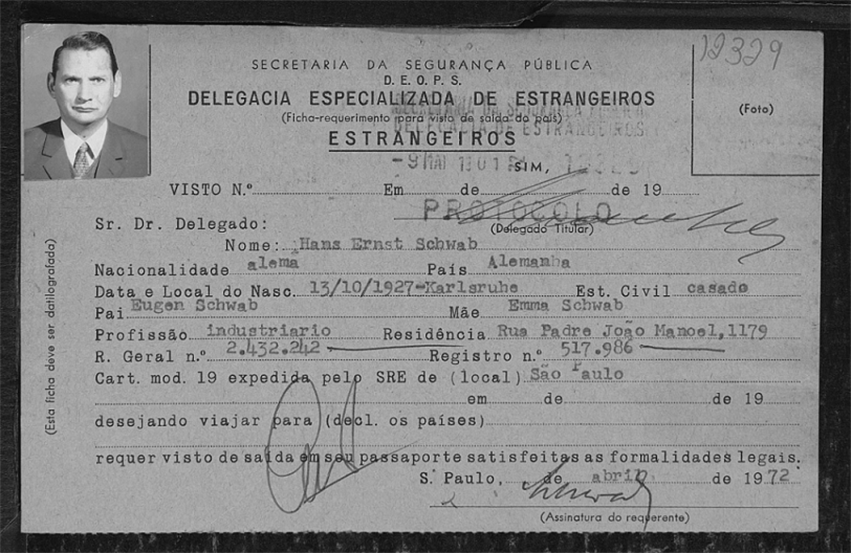 12329
SECRETARIA DA SEGURANÇA PÚBLICA
D.E.O.P.S.
DELEGACIA ESPECIALIZADA DE ESTRANGEIROS
(Foto)
(Ficha-requerimento para visto de saída do país)
DELEGACIA DE ESTRANGEIROS
ESTRANGEIROS
SIM,
VISTO N.º Em de de 19
PROTOCOLO
(Delegado Titular)
Sr. Dr. Delegado:
Nome: Hans Ernst Schwab
Nacionalidade alemã País Alemanha
Data e Local do Nasc. 13/10/1927-Karlsruhe Est. Civil casado
Pai Eugen Schwab Mãe Emma Schwab
Profissão industriario Residência Rua Padre João Manoel, 1179
R. Geral n.º 2.432.242 Registro n.º 517.986
Cart. mod. 19 expedida pelo SRE de (local) São Paulo
em de de 19
desejando viajar para (decl. os países)
requer visto de saída em seu passaporte satisfeitas as formalidades legais.
S. Paulo, de abril de 1972
(Assinatura do requerente)
(Esta ficha deve ser datilografada)